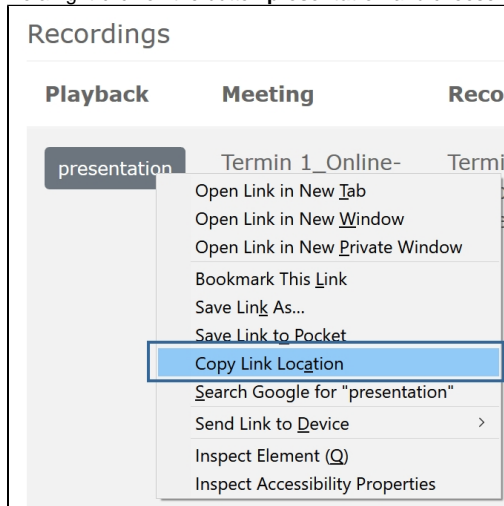 Recordings
Playback Meeting Reco
presentation Termin 1_Online- Termi
Open Link in New Tab
Open Link in New Window
Open Link in New Private Window
Bookmark This Link
Save Link As...
Save Link to Pocket
Copy Link Location
Search Google for "presentation"
Send Link to Device >
Inspect Element (Q)
Inspect Accessibility Properties